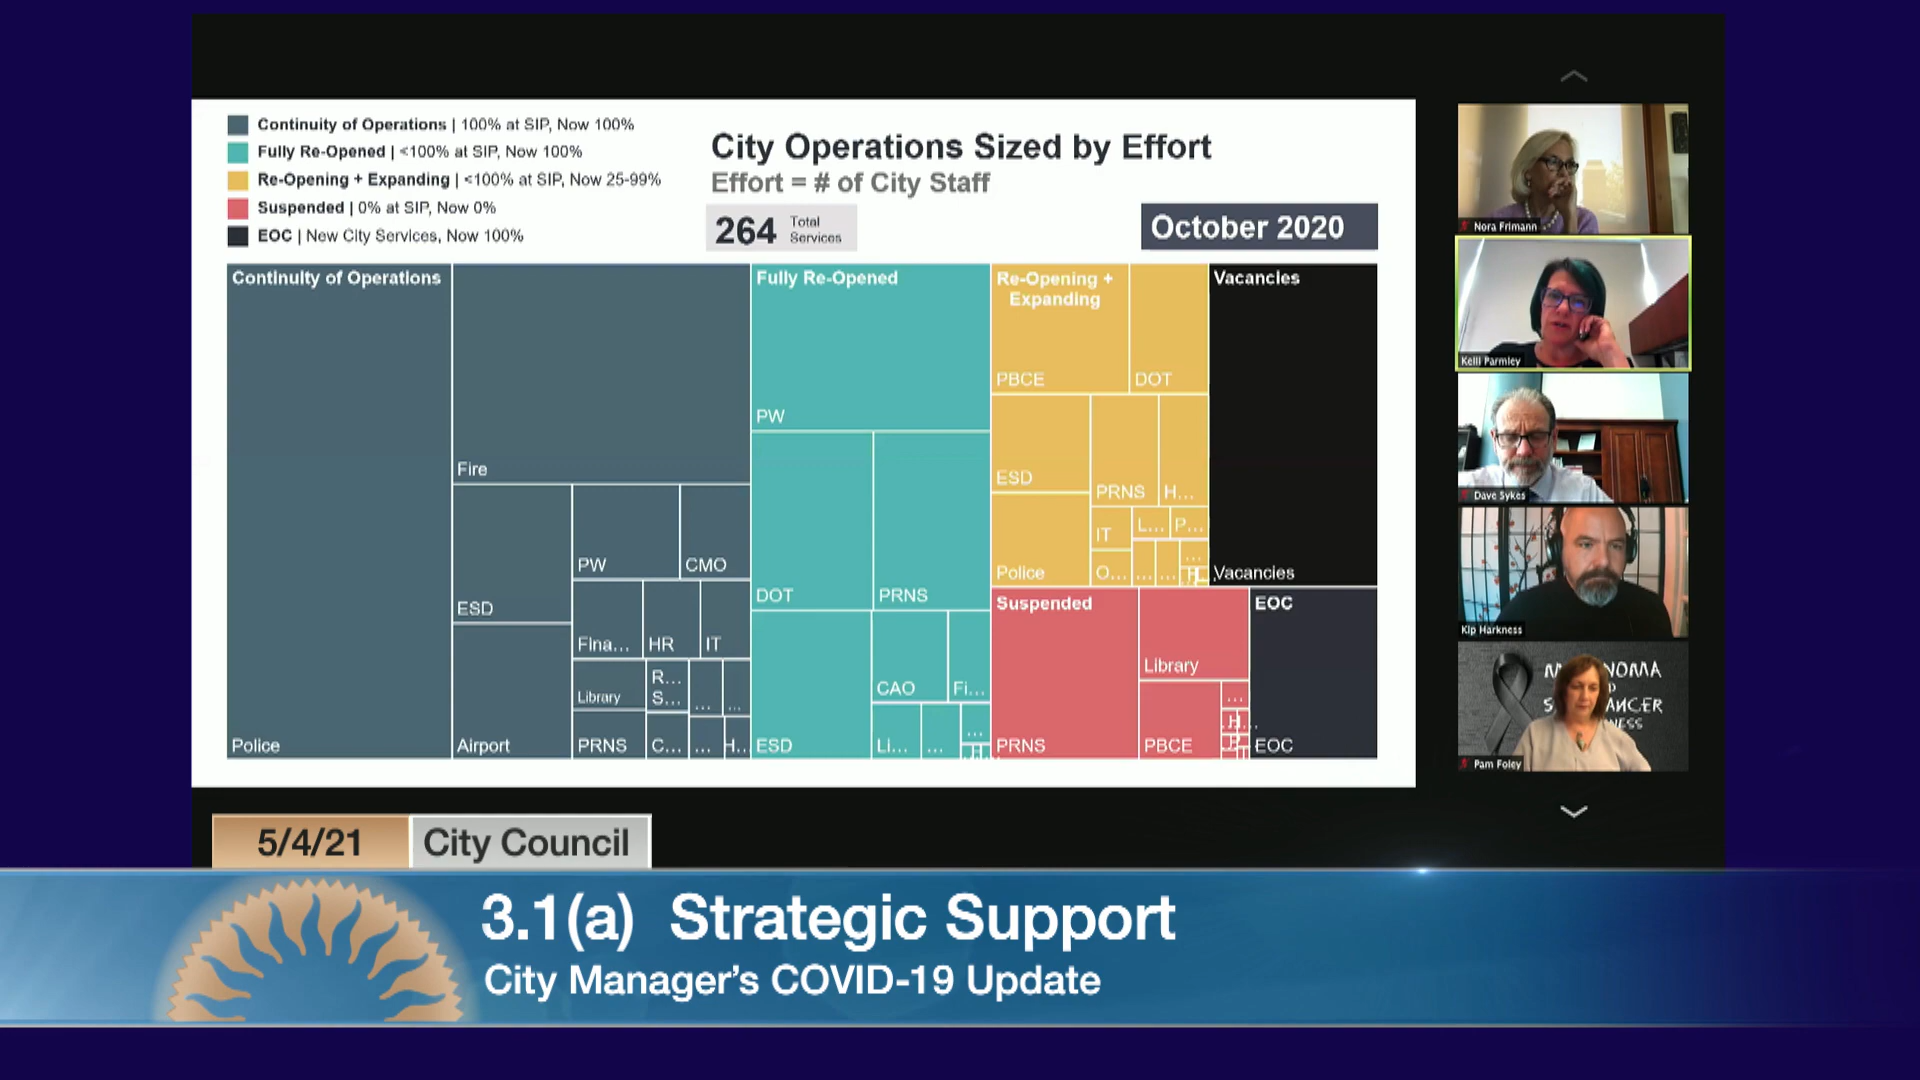 Continuity of Operations | 100% at SIP, Now 100%
Fully Re-Opened | <100% at SIP, Now 100%
Re-Opening + Expanding | <100% at SIP, Now 25-99%
Suspended | 0% at SIP, Now 0%
EOC | New City Services, Now 100%
City Operations Sized by Effort
Effort = # of City Staff
264 Total Services
October 2020
Continuity of Operations
Police
Fire
ESD
Airport
PW
CMO
Fina...
HR
IT
Library
R...
S...
...
...
PRNS
C...
...
H...
Fully Re-Opened
PW
DOT
PRNS
ESD
CAO
Fi...
Li...
...
...
Re-Opening +
Expanding
PBCE
DOT
ESD
PRNS
H...
Police
IT
L...
P...
O...
...
...
...
Vacancies
Vacancies
Suspended
PRNS
Library
PBCE
...
H...
EOC
EOC
Nora Frimann
Kelli Parmley
Dave Sykes
Kip Harkness
Pam Foley
5/4/21
City Council
3.1(a) Strategic Support
City Manager's COVID-19 Update